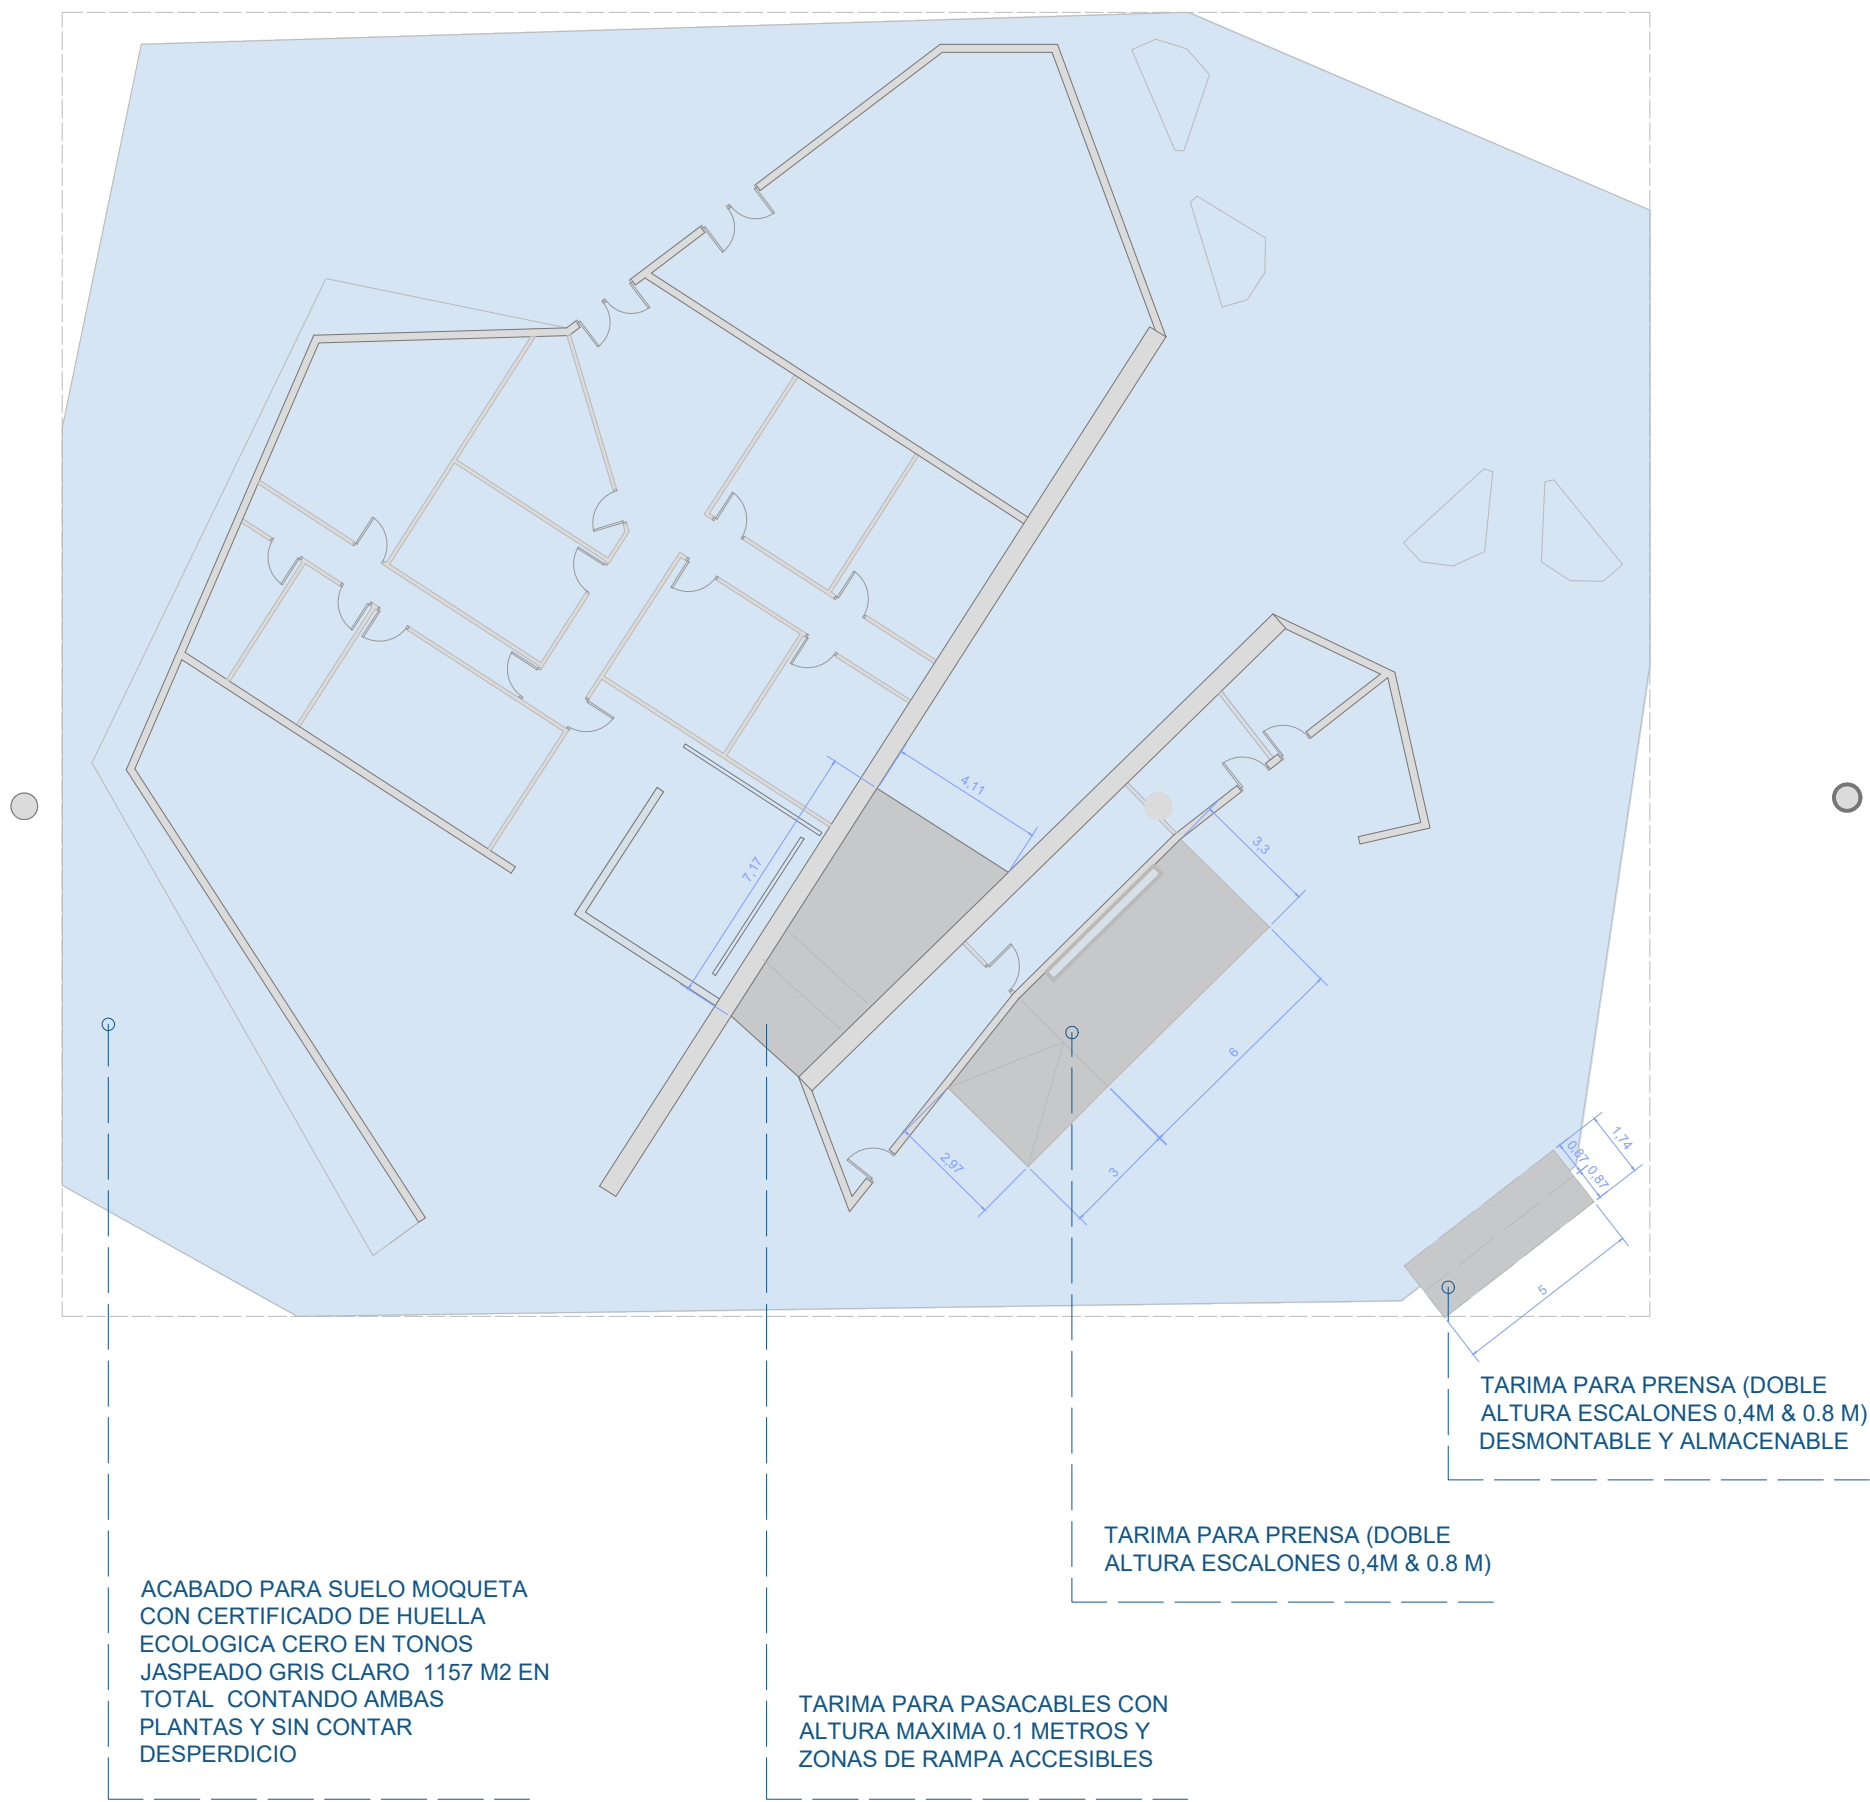 4,11
7,17
3,3
6
2,97
3
1,74
0,87
0,87
5
TARIMA PARA PRENSA (DOBLE
ALTURA ESCALONES 0,4M & 0.8 M)
DESMONTABLE Y ALMACENABLE
TARIMA PARA PRENSA (DOBLE
ALTURA ESCALONES 0,4M & 0.8 M)
ACABADO PARA SUELO MOQUETA
CON CERTIFICADO DE HUELLA
ECOLOGICA CERO EN TONOS
JASPEADO GRIS CLARO  1157 M2 EN
TOTAL  CONTANDO AMBAS
PLANTAS Y SIN CONTAR
DESPERDICIO
TARIMA PARA PASACABLES CON
ALTURA MAXIMA 0.1 METROS Y
ZONAS DE RAMPA ACCESIBLES